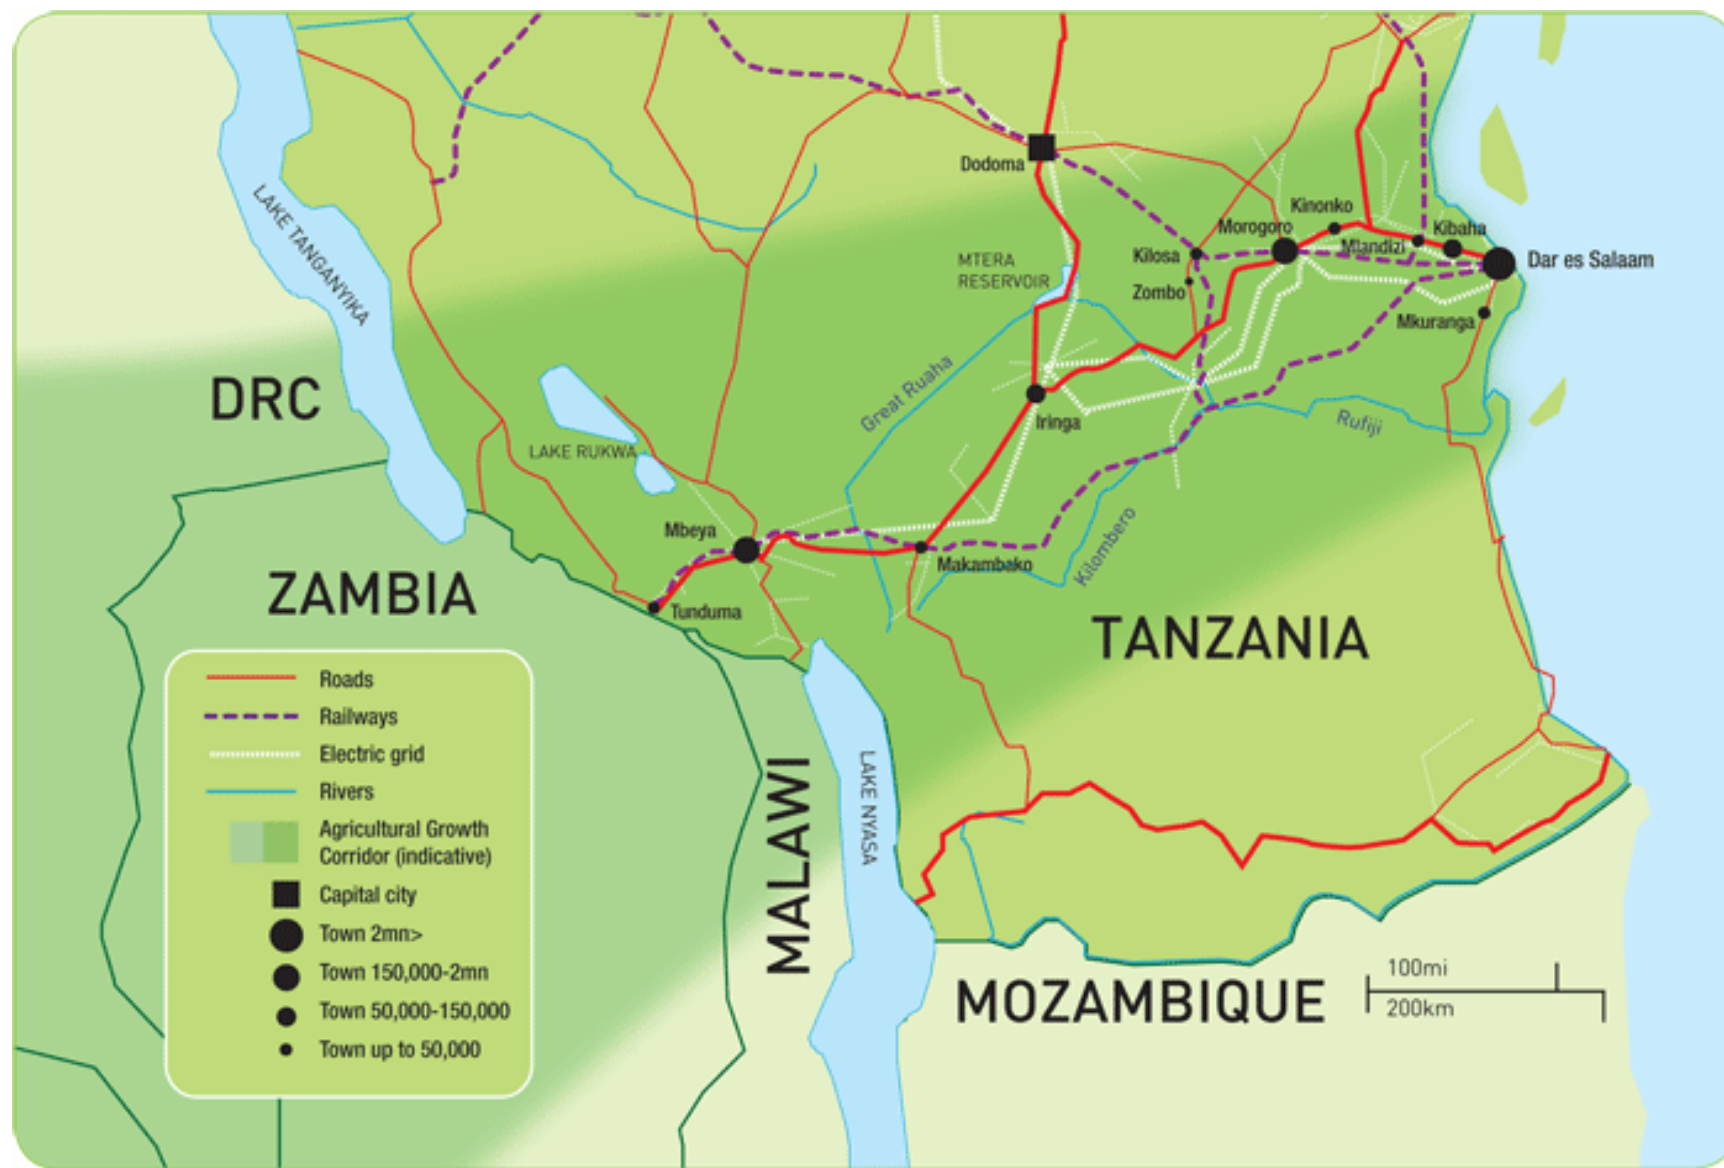 Dodoma
Kinonko
Morogoro
Kibaha
Mlandizi
Kilosa
Dar es Salaam
MTERA
RESERVOIR
Zombo
Mkuranga
LAKE TANGANYIKA
DRC
Great Ruaha
Iringa
Rufiji
LAKE RUKWA
Mbeya
Makambako
Kilombero
ZAMBIA
Tunduma
TANZANIA
Roads
Railways
Electric grid
Rivers
Agricultural Growth
Corridor (indicative)
Capital city
Town 2mn>
Town 150,000-2mn
Town 50,000-150,000
Town up to 50,000
MALAWI
LAKE NYASA
MOZAMBIQUE
100mi
200km